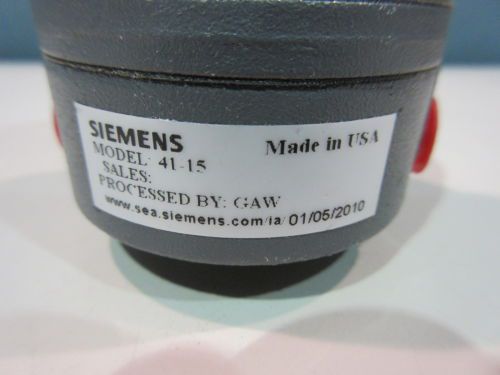 SIEMENS Made in USA
MODEL: 41-15
SALES:
PROCESSED BY: GAW
www.sea.siemens.com/ia/ 01/05/2010